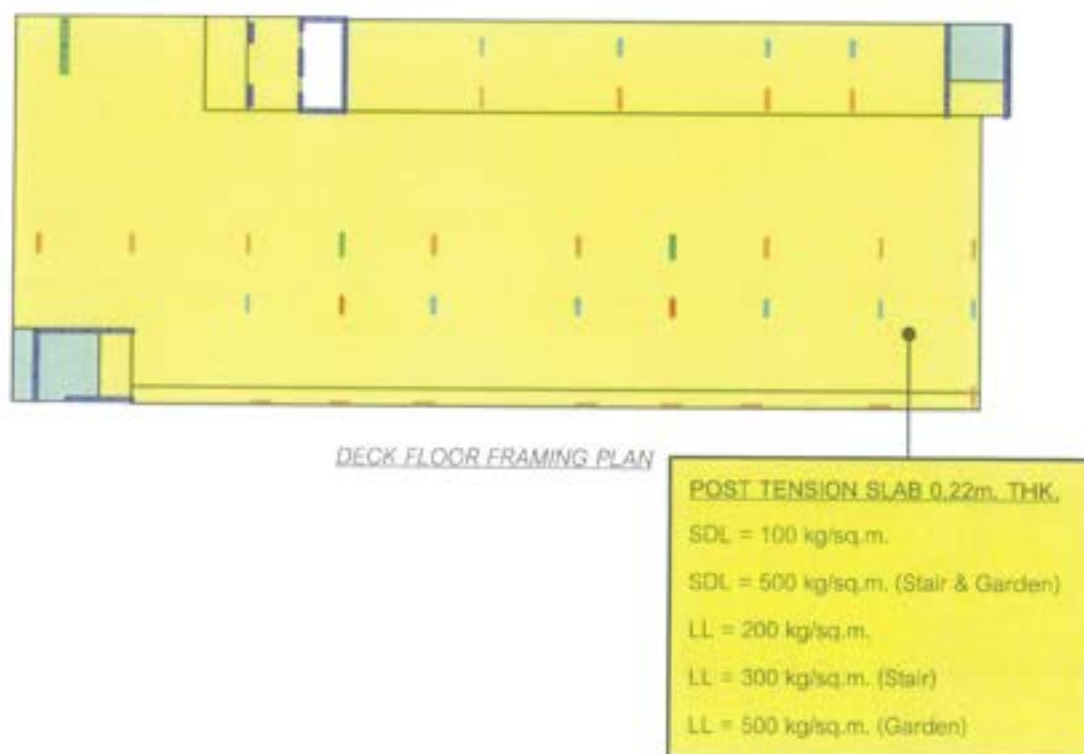 DECK FLOOR FRAMING PLAN
POST TENSION SLAB 0.22m. THK.
SDL = 100 kg/sq.m.
SDL = 500 kg/sq.m. (Stair & Garden)
LL = 200 kg/sq.m.
LL = 300 kg/sq.m. (Stair)
LL = 500 kg/sq.m. (Garden)